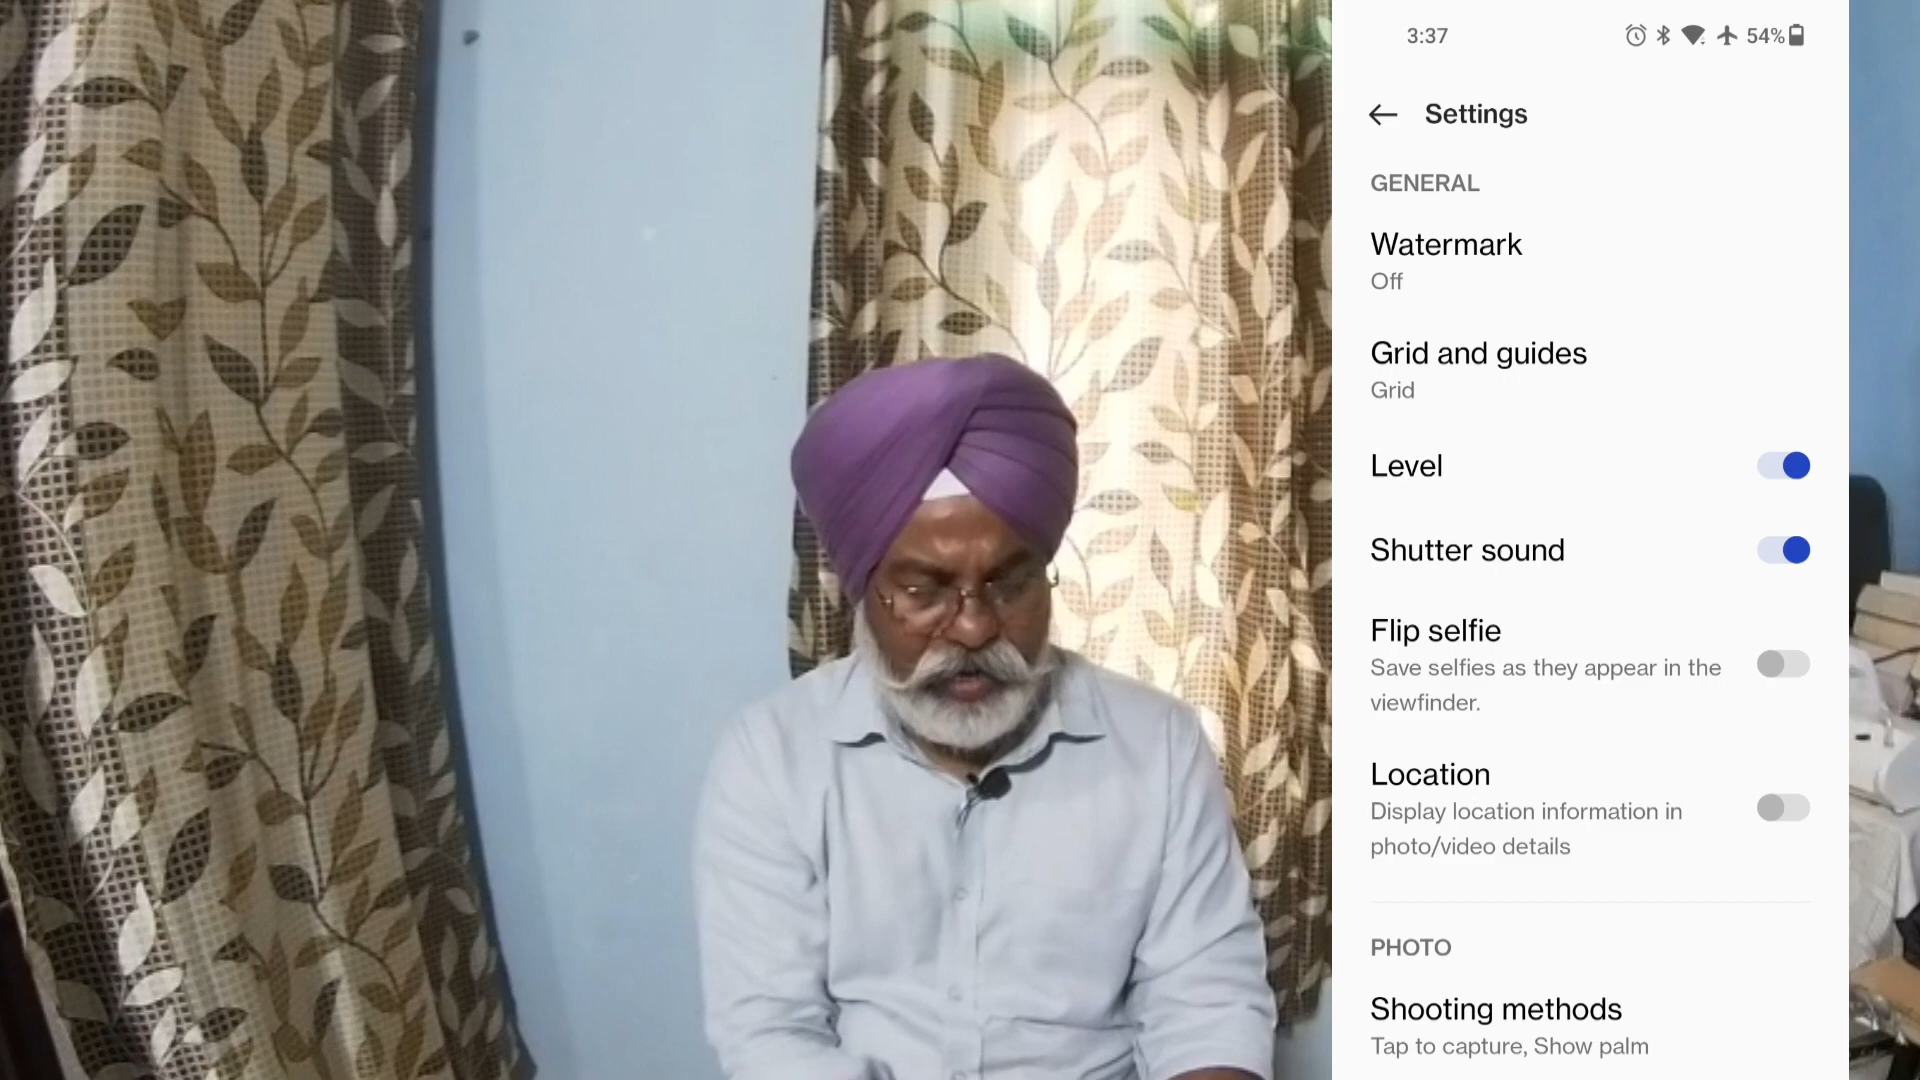 3:37
54%
Settings
GENERAL
Watermark
Off
Grid and guides
Grid
Level
Shutter sound
Flip selfie
Save selfies as they appear in the
viewfinder.
Location
Display location information in
photo/video details
PHOTO
Shooting methods
Tap to capture, Show palm